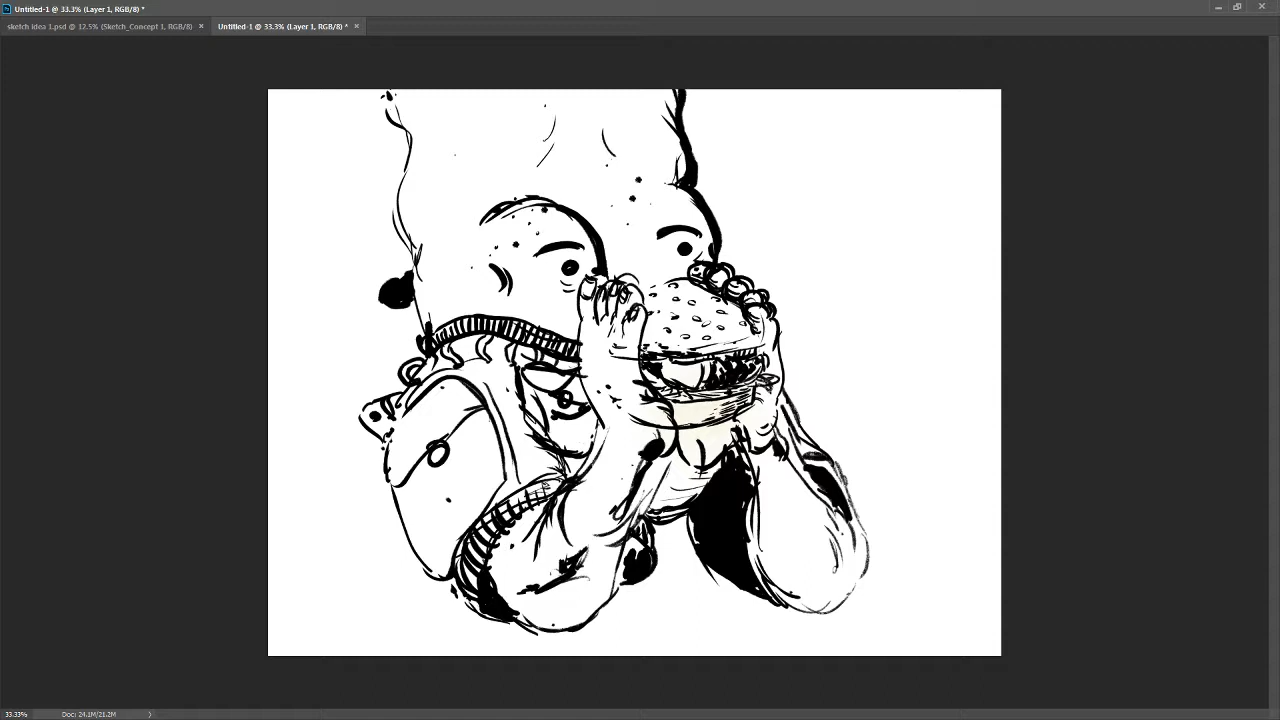 Untitled-1 @ 33.3% (Layer 1, RGB/8) *
sketch idea 1.psd @ 12.5% (Sketch_Concept 1, RGB/8) × Untitled-1 @ 33.3% (Layer 1, RGB/8) * ×
33.33% Doc: 24.1M/21.2M